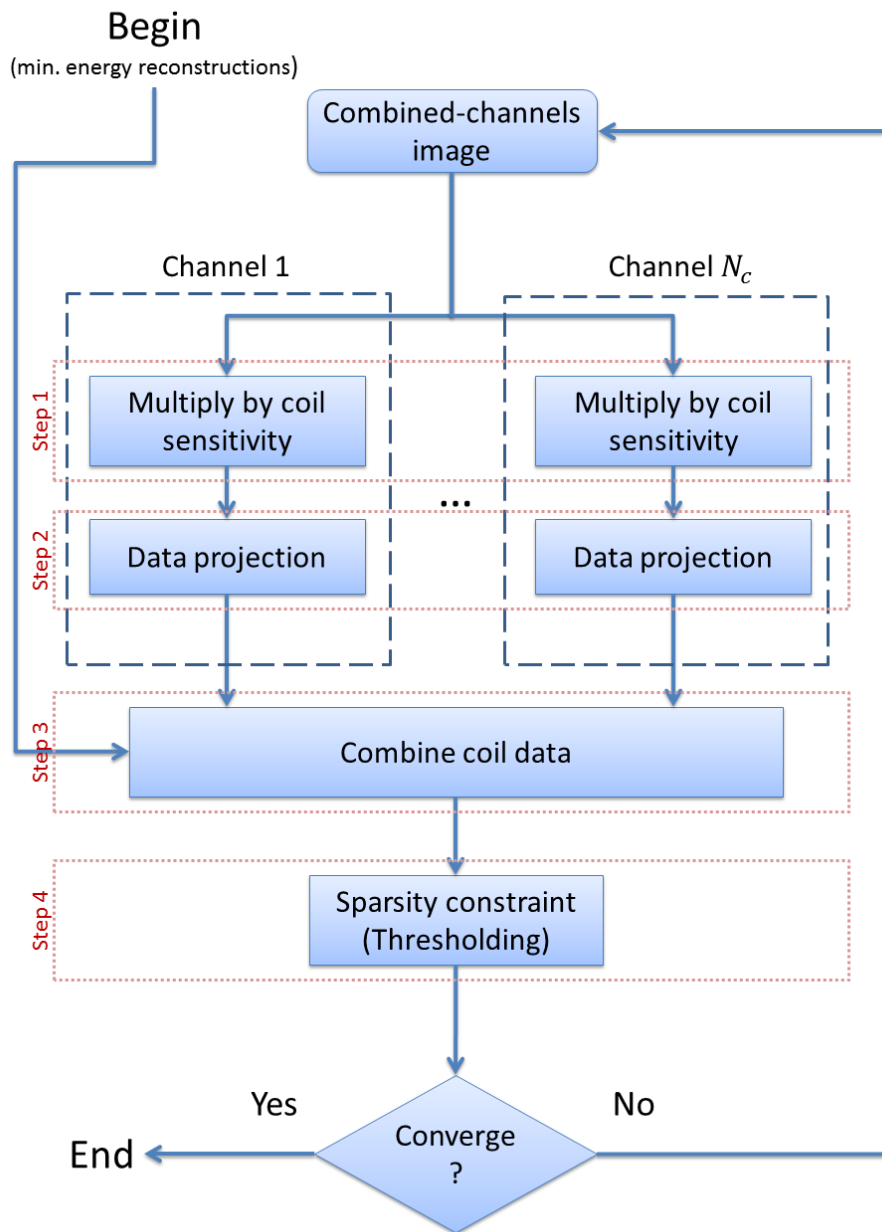 Begin
(min. energy reconstructions)
Combined-channels
image
Channel 1
Channel N_c
Step 1
Multiply by coil
sensitivity
Multiply by coil
sensitivity
...
Step 2
Data projection
Data projection
Step 3
Combine coil data
Step 4
Sparsity constraint
(Thresholding)
Yes
No
Converge
?
End